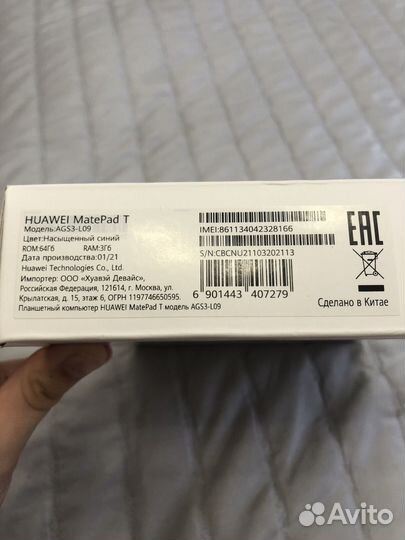 HUAWEI MatePad T
Модель:AGS3-L09
Цвет:Насыщенный синий
ROM:64Гб RAM:3Гб
Дата производства:01/21
Huawei Technologies Co., Ltd.
Импортер: ООО «Хуавэй Девайс»,
Российская Федерация, 121614, г. Москва, ул.
Крылатская, д. 15, этаж 6, ОГРН 1197746650595.
Планшетный компьютер HUAWEI MatePad T модель AGS3-L09
IMEI:861134042328166
S/N:CBCNU21103202113
6 901443 407279
EAC
Сделано в Китае
Avito